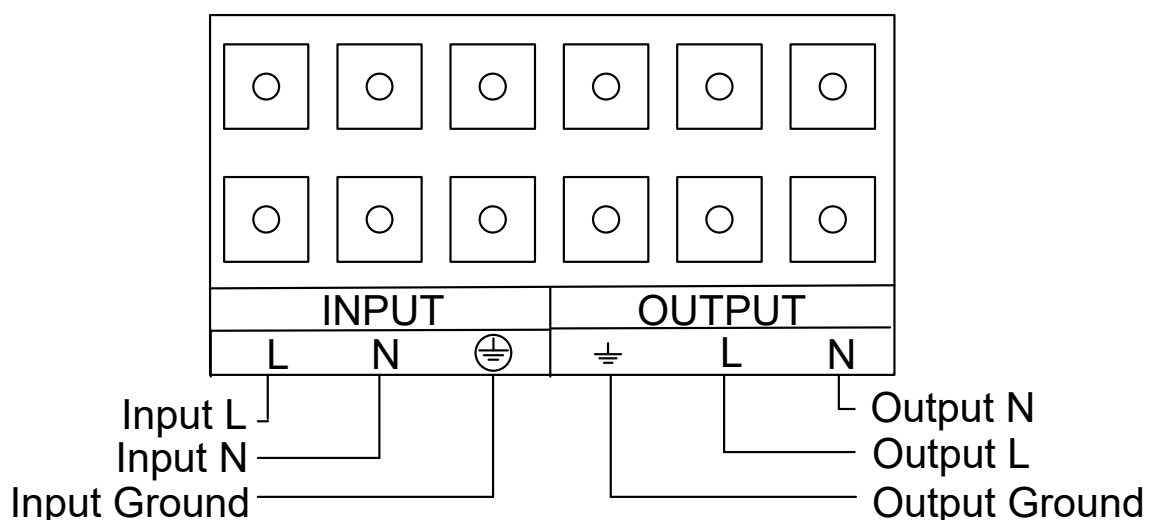 INPUT OUTPUT
L N ⏚ L N
Input L
Input N
Input Ground
Output N
Output L
Output Ground